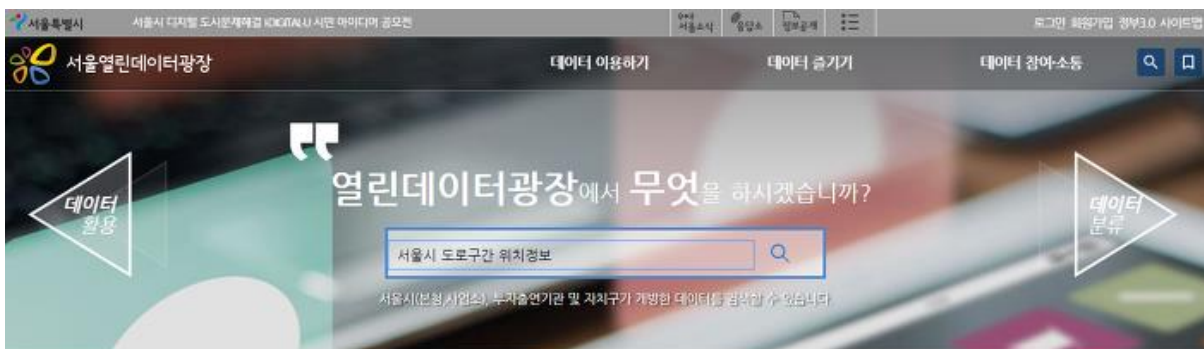 서울특별시 서울시 디지털 도시문제해결 시민 아이디어 공모전 서울소식 응답소 정보공개 로그인 회원가입 정부3.0 사이트맵
서울열린데이터광장 데이터 이용하기 데이터 즐기기 데이터 참여·소통
열린데이터광장에서 무엇을 하시겠습니까?
데이터
활용
데이터
분류
서울시 도로구간 위치정보
서울시(본청,사업소), 투자출연기관 및 자치구가 개방한 데이터를 검색할 수 있습니다